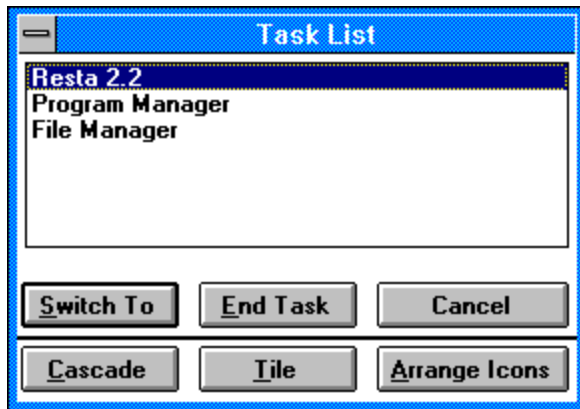 Task List
Resta 2.2
Program Manager
File Manager
Switch To End Task Cancel
Cascade Tile Arrange Icons